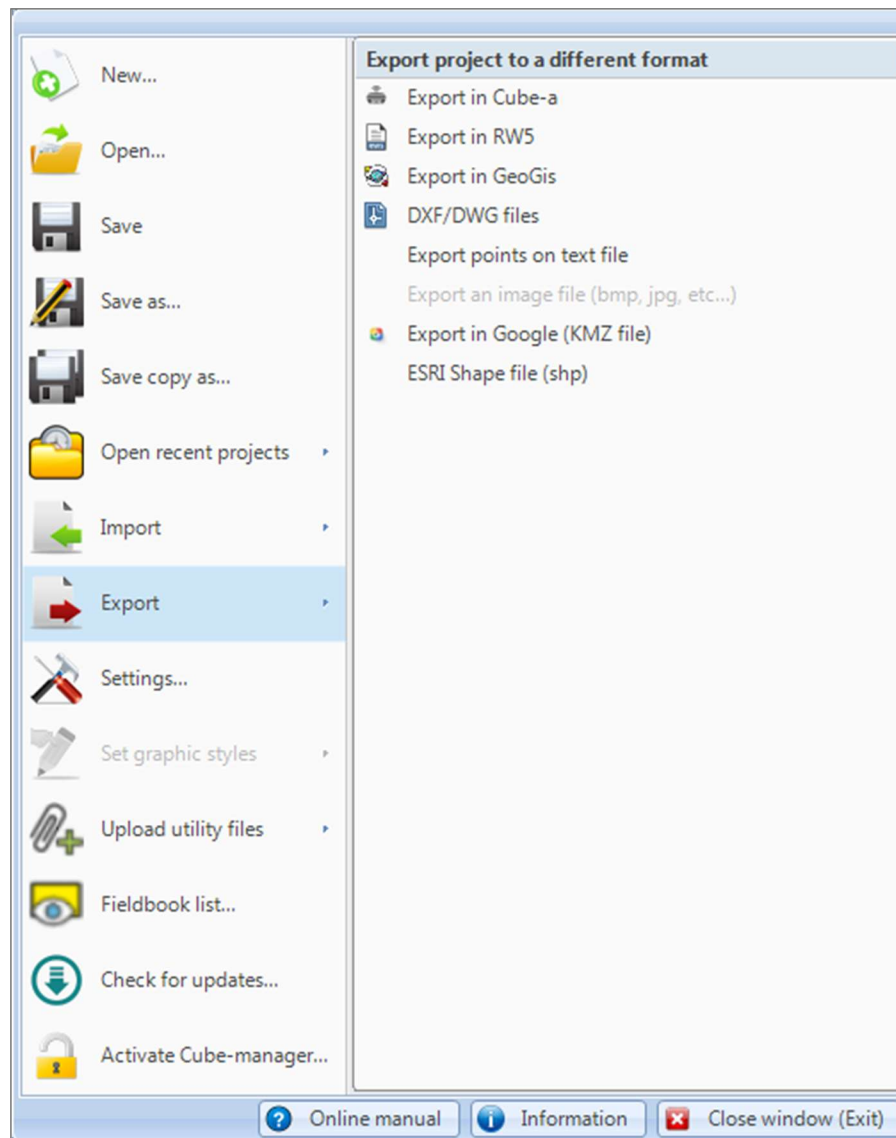 New...
Open...
Save
Save as...
Save copy as...
Open recent projects
Import
Export
Settings...
Set graphic styles
Upload utility files
Fieldbook list...
Check for updates...
Activate Cube-manager...
Export project to a different format
Export in Cube-a
Export in RW5
Export in GeoGis
DXF/DWG files
Export points on text file
Export an image file (bmp, jpg, etc...)
Export in Google (KMZ file)
ESRI Shape file (shp)
Online manual
Information
Close window (Exit)